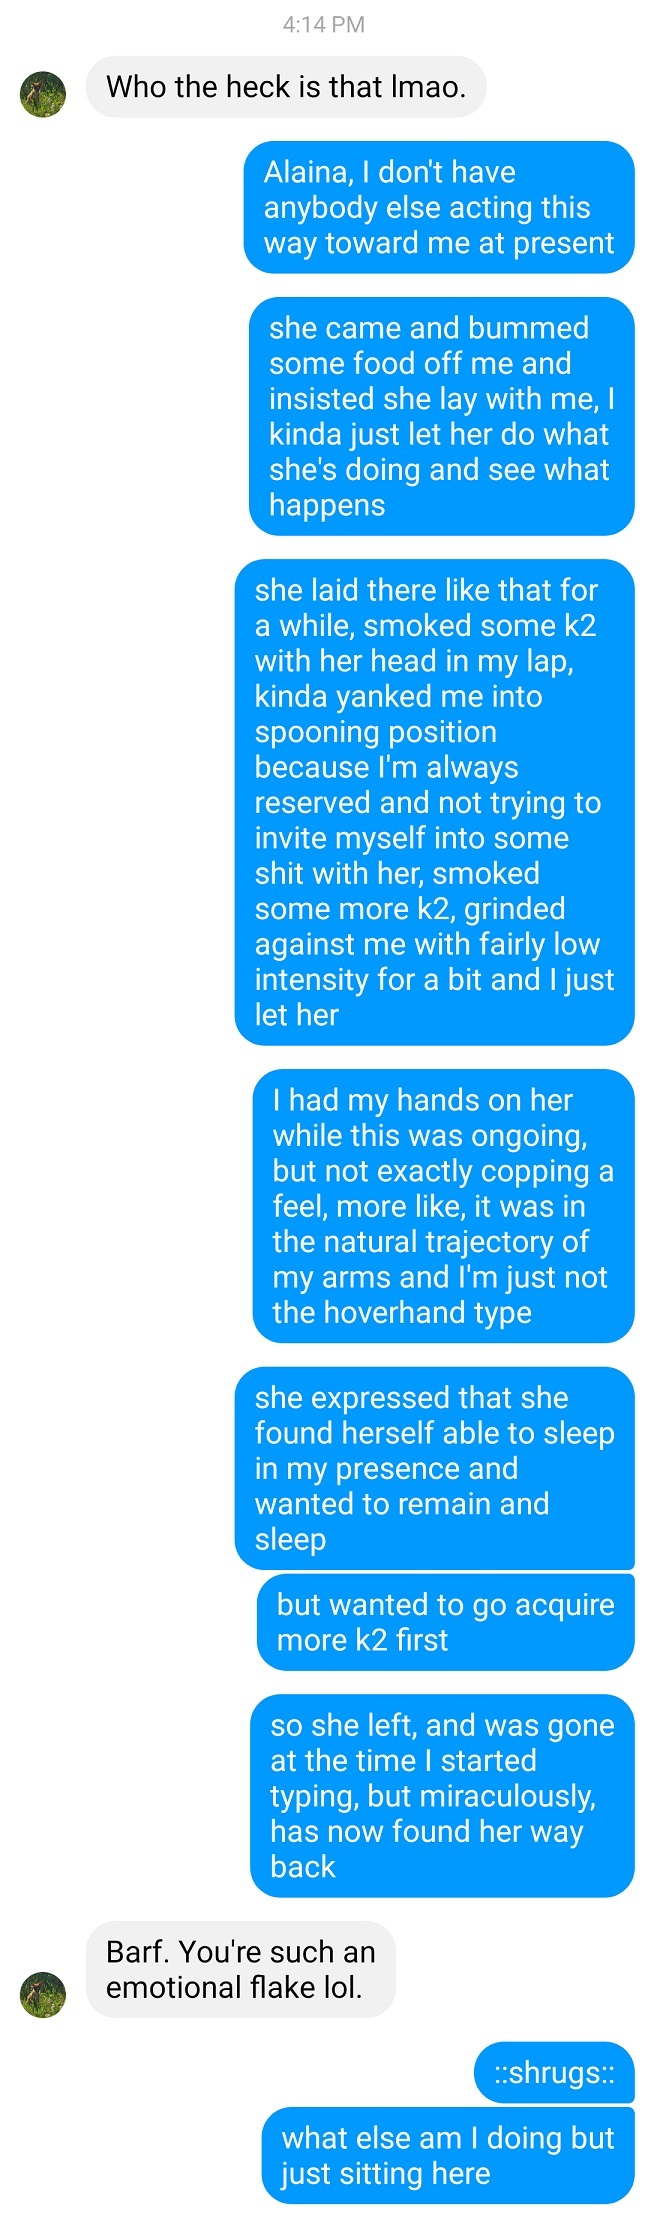 4:14 PM
Who the heck is that lmao.
Alaina, I don't have
anybody else acting this
way toward me at present
she came and bummed
some food off me and
insisted she lay with me, I
kinda just let her do what
she's doing and see what
happens
she laid there like that for
a while, smoked some k2
with her head in my lap,
kinda yanked me into
spooning position
because I'm always
reserved and not trying to
invite myself into some
shit with her, smoked
some more k2, grinded
against me with fairly low
intensity for a bit and I just
let her
I had my hands on her
while this was ongoing,
but not exactly copping a
feel, more like, it was in
the natural trajectory of
my arms and I'm just not
the hoverhand type
she expressed that she
found herself able to sleep
in my presence and
wanted to remain and
sleep
but wanted to go acquire
more k2 first
so she left, and was gone
at the time I started
typing, but miraculously,
has now found her way
back
Barf. You're such an
emotional flake lol.
::shrugs::
what else am I doing but
just sitting here